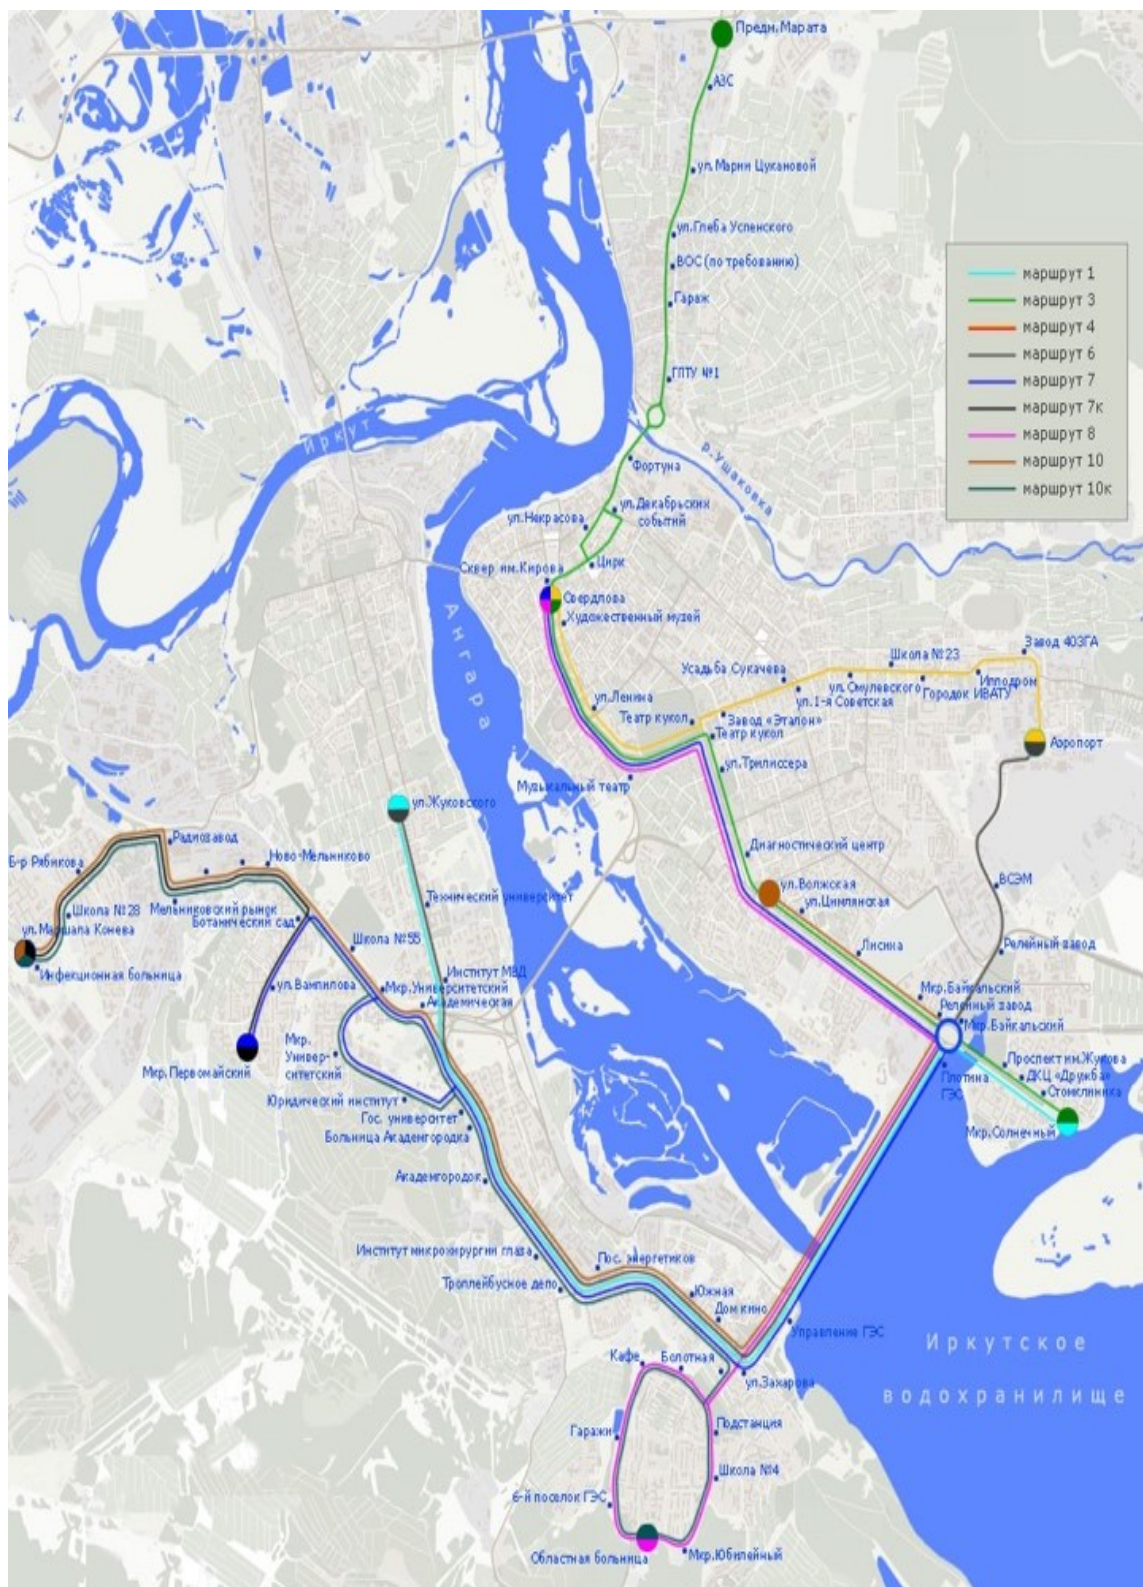 Предн.Марата
АЗС
ул.Марии Цукановой
ул.Глеба Успенского
ВОС (по требованию)
Гараж
ГПТУ №1
маршрут 1
маршрут 3
маршрут 4
маршрут 6
маршрут 7
маршрут 7к
маршрут 8
маршрут 10
маршрут 10к
Иркут
р.Ушаковка
Фортуна
ул.Декабрьских
событий
ул.Некрасова
Цирк
Сквер им.Кирова
Свердлова
Художественный музей
Ангара
Завод 403ГА
Школа №23
Усадьба Сукачева
ул.Смулевского
Ипподром
Городок ИВАТУ
ул.1-я Советская
ул.Ленина
Театр кукол
Завод «Эталон»
Театр кукол
Аэропорт
ул.Трилиссера
Музыкальный театр
ул.Жуковского
Радиозавод
Диагностический центр
Б-р Рябикова
Ново-Мельниково
ул.Волжская
ВСЭМ
Технический университет
ул.Цимлянская
Мельниковский рынок
Школа №28
Ботанический сад
ул.Маршала Конева
Школа №55
Релейный завод
Лисиха
Инфекционная больница
Институт МВД
ул.Вампилова
Мкр.Университетский
Академическая
Мкр.Байкальский
Релейный завод
Мкр.Байкальский
Мкр.
Универ-
ситетский
Мкр.Первомайский
Проспект им.Жукова
Плотина
ГЭС
ДКЦ «Дружба»
Стомклиника
Юридический институт
Гос. университет
Мкр.Солнечный
Больница Академгородка
Академгородок
Институт микрохирургии глаза
Пос. энергетиков
Троллейбусное депо
Южная
Дом кино
Управление ГЭС
Иркутское
водохранилище
Кафе
Болотная
ул.Захарова
Подстанция
Гаражи
Школа №4
6-й поселок ГЭС
Областная больница
Мкр.Юбилейный